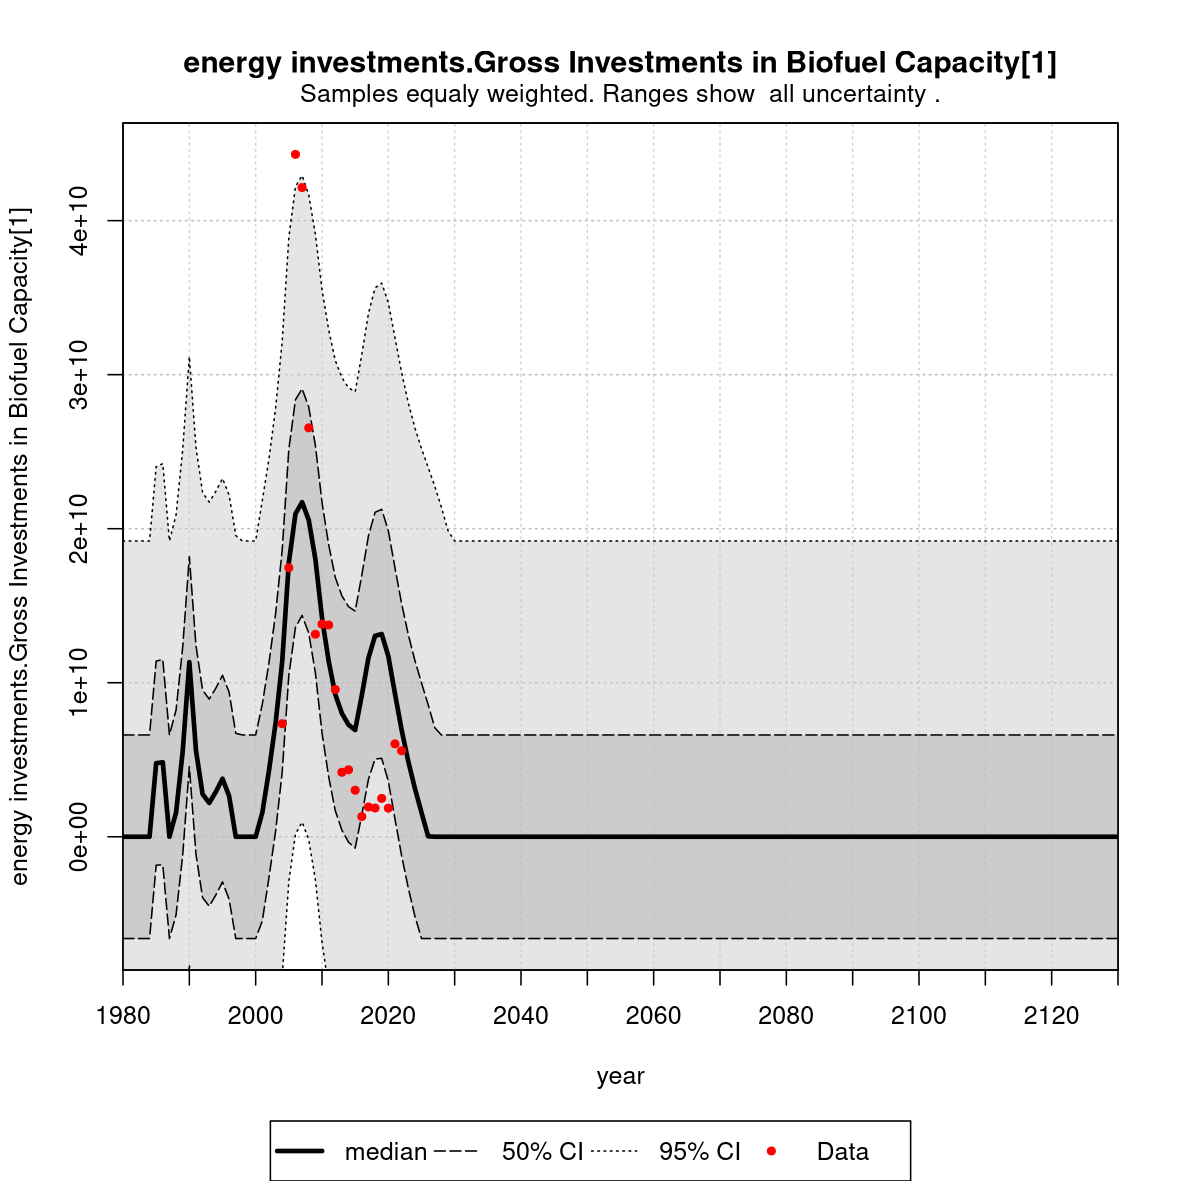 energy investments.Gross Investments in Biofuel Capacity[1]
Samples equaly weighted. Ranges show  all uncertainty .
energy investments.Gross Investments in Biofuel Capacity[1]
4e+10
3e+10
2e+10
1e+10
0e+00
1980 2000 2020 2040 2060 2080 2100 2120
year
median 50% CI 95% CI Data